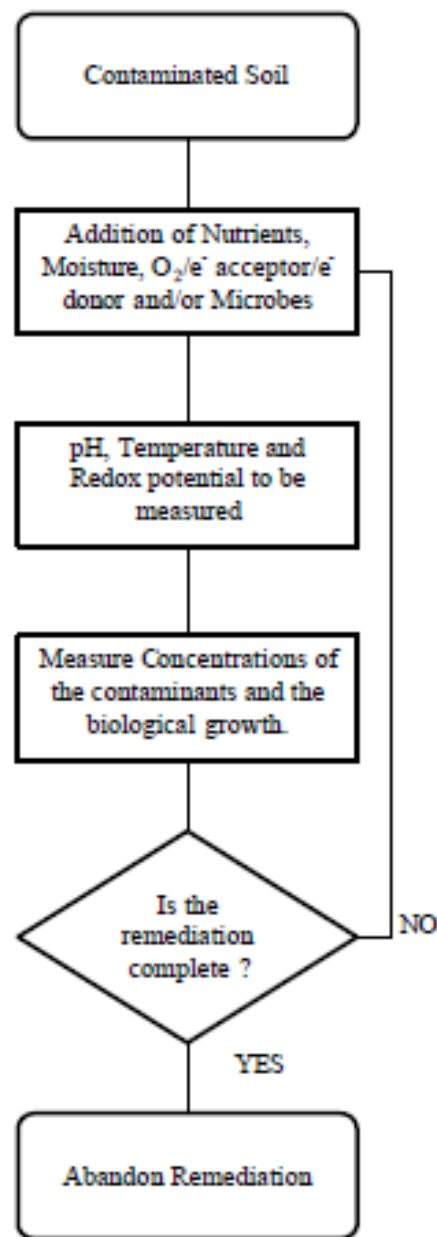 Contaminated Soil
Addition of Nutrients,
Moisture, O₂/e⁻ acceptor/e⁻
donor and/or Microbes
pH, Temperature and
Redox potential to be
measured
Measure Concentrations of
the contaminants and the
biological growth.
Is the
remediation
complete ?
NO
YES
Abandon Remediation